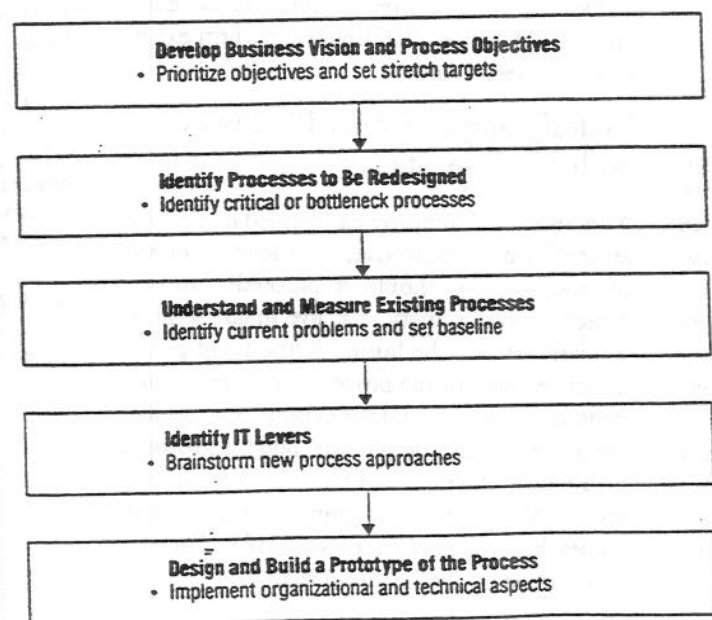 Develop Business Vision and Process Objectives
• Prioritize objectives and set stretch targets
Identify Processes to Be Redesigned
• Identify critical or bottleneck processes
Understand and Measure Existing Processes
• Identify current problems and set baseline
Identify IT Levers
• Brainstorm new process approaches
Design and Build a Prototype of the Process
• Implement organizational and technical aspects